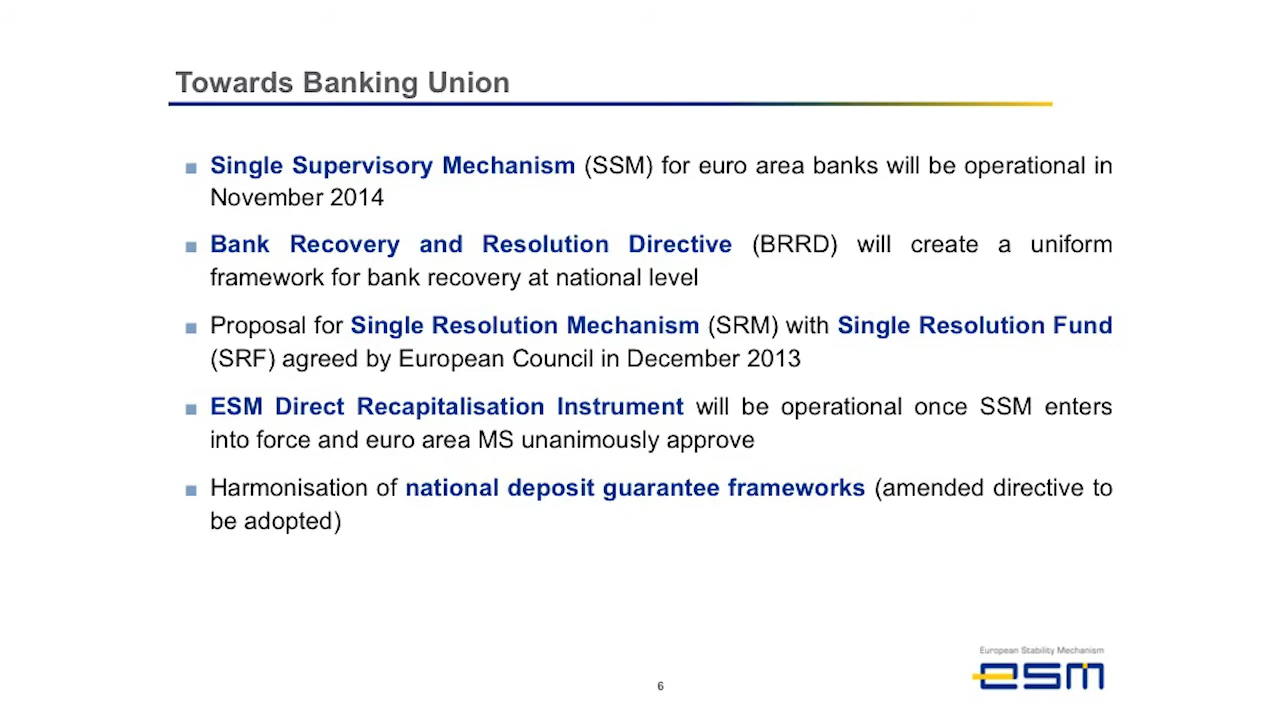 Towards Banking Union
■ Single Supervisory Mechanism (SSM) for euro area banks will be operational in
November 2014
■ Bank Recovery and Resolution Directive (BRRD) will create a uniform
framework for bank recovery at national level
■ Proposal for Single Resolution Mechanism (SRM) with Single Resolution Fund
(SRF) agreed by European Council in December 2013
■ ESM Direct Recapitalisation Instrument will be operational once SSM enters
into force and euro area MS unanimously approve
■ Harmonisation of national deposit guarantee frameworks (amended directive to
be adopted)
European Stability Mechanism
esm
6